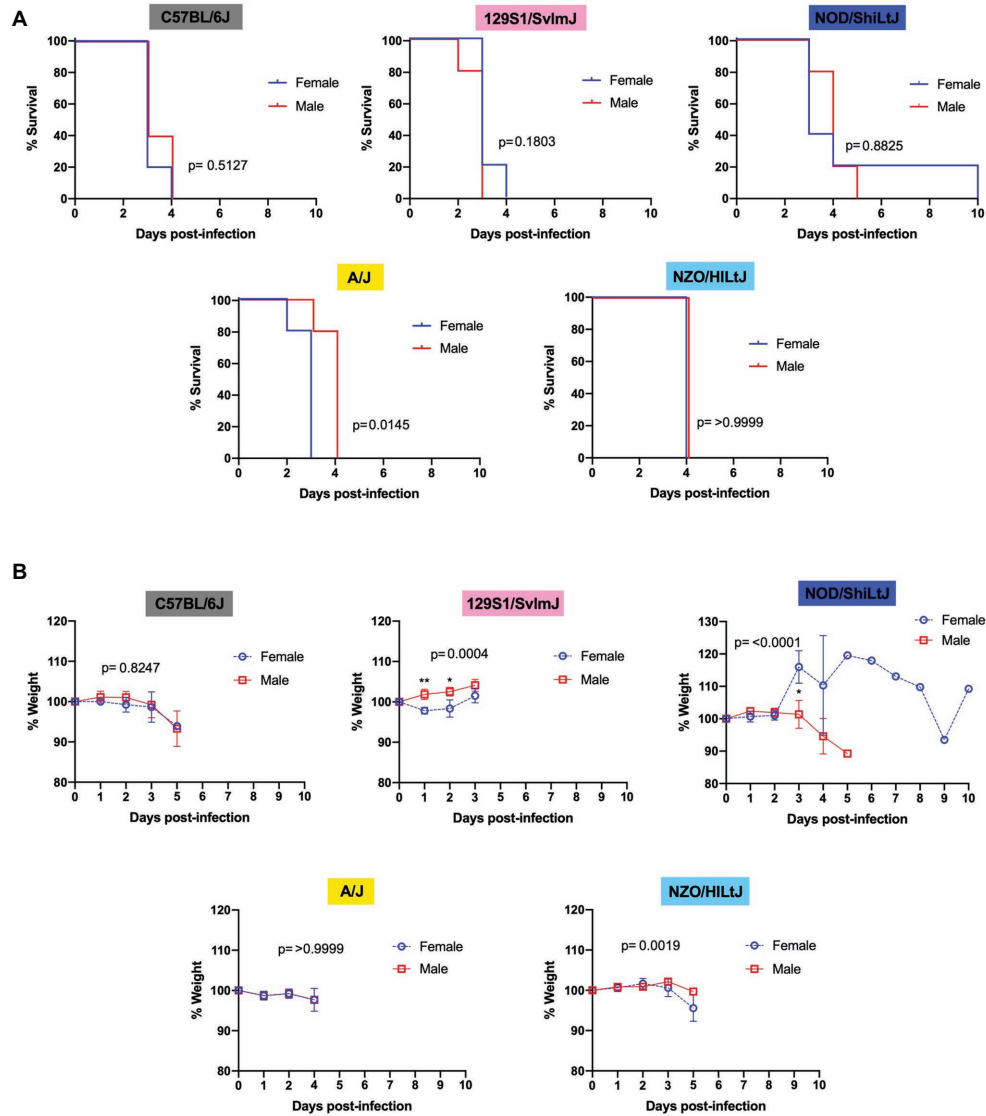 A
C57BL/6J
129S1/SvlmJ
NOD/ShiLtJ
% Survival
100
80
60
40
20
0
Female
Male
p= 0.5127
0 2 4 6 8 10
Days post-infection
% Survival
100
80
60
40
20
0
Female
Male
p= 0.1803
0 2 4 6 8 10
Days post-infection
% Survival
100
80
60
40
20
0
Female
Male
p= 0.8825
0 2 4 6 8 10
Days post-infection
A/J
NZO/HILtJ
% Survival
100
80
60
40
20
0
Female
Male
p=0.0145
0 2 4 6 8 10
Days post-infection
% Survival
100
80
60
40
20
0
Female
Male
p= >0.9999
0 2 4 6 8 10
Days post-infection
B
C57BL/6J
129S1/SvlmJ
NOD/ShiLtJ
% Weight
120
110
100
90
80
p= 0.8247
Female
Male
0 1 2 3 5 6 7 8 9 10
Days post-infection
% Weight
120
110
100
90
80
p= 0.0004
** *
Female
Male
0 1 2 3 4 5 6 7 8 9 10
Days post-infection
% Weight
130
120
110
100
90
80
p= <0.0001
*
Female
Male
0 1 2 3 4 5 6 7 8 9 10
Days post-infection
A/J
NZO/HILtJ
% Weight
120
110
100
90
80
p= >0.9999
Female
Male
0 1 2 4 5 6 7 8 9 10
Days post-infection
% Weight
120
110
100
90
80
p= 0.0019
Female
Male
0 1 2 3 5 6 7 8 9 10
Days post-infection